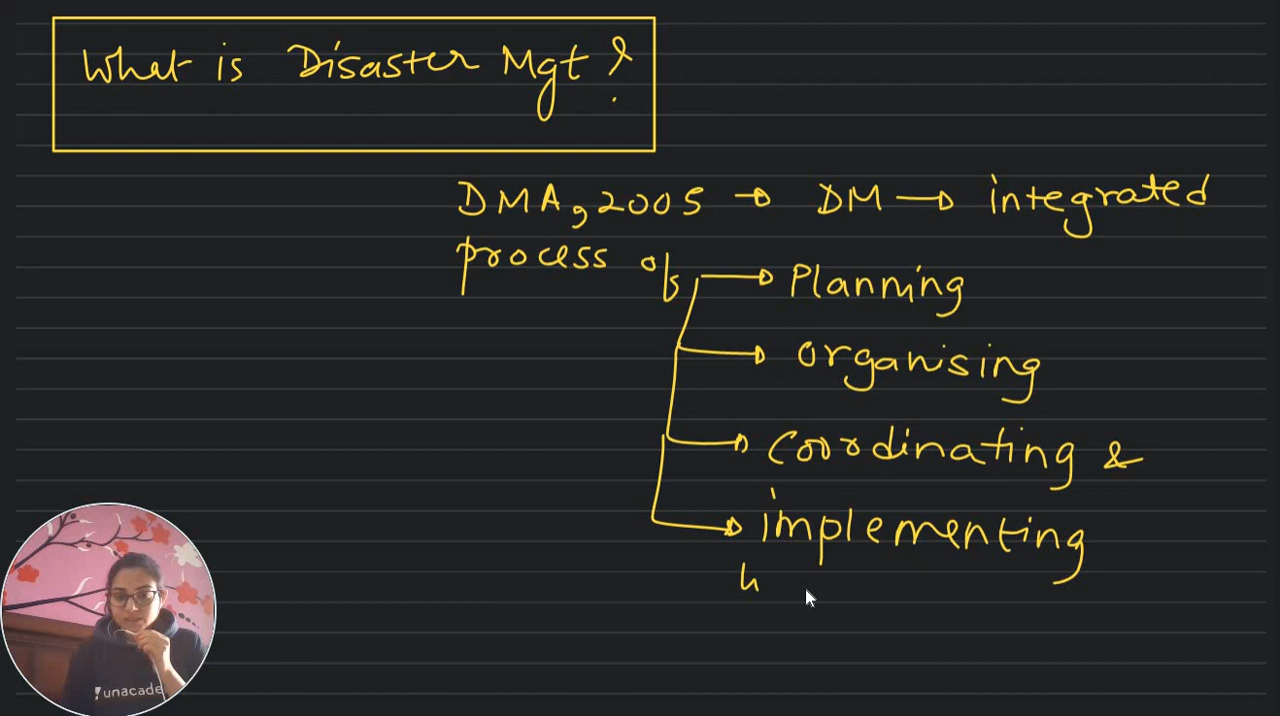 What is Disaster Mgt ?
DMA, 2005 → DM → integrated
process of → Planning
→ organising
→ coordinating &
→ implementing
unacade